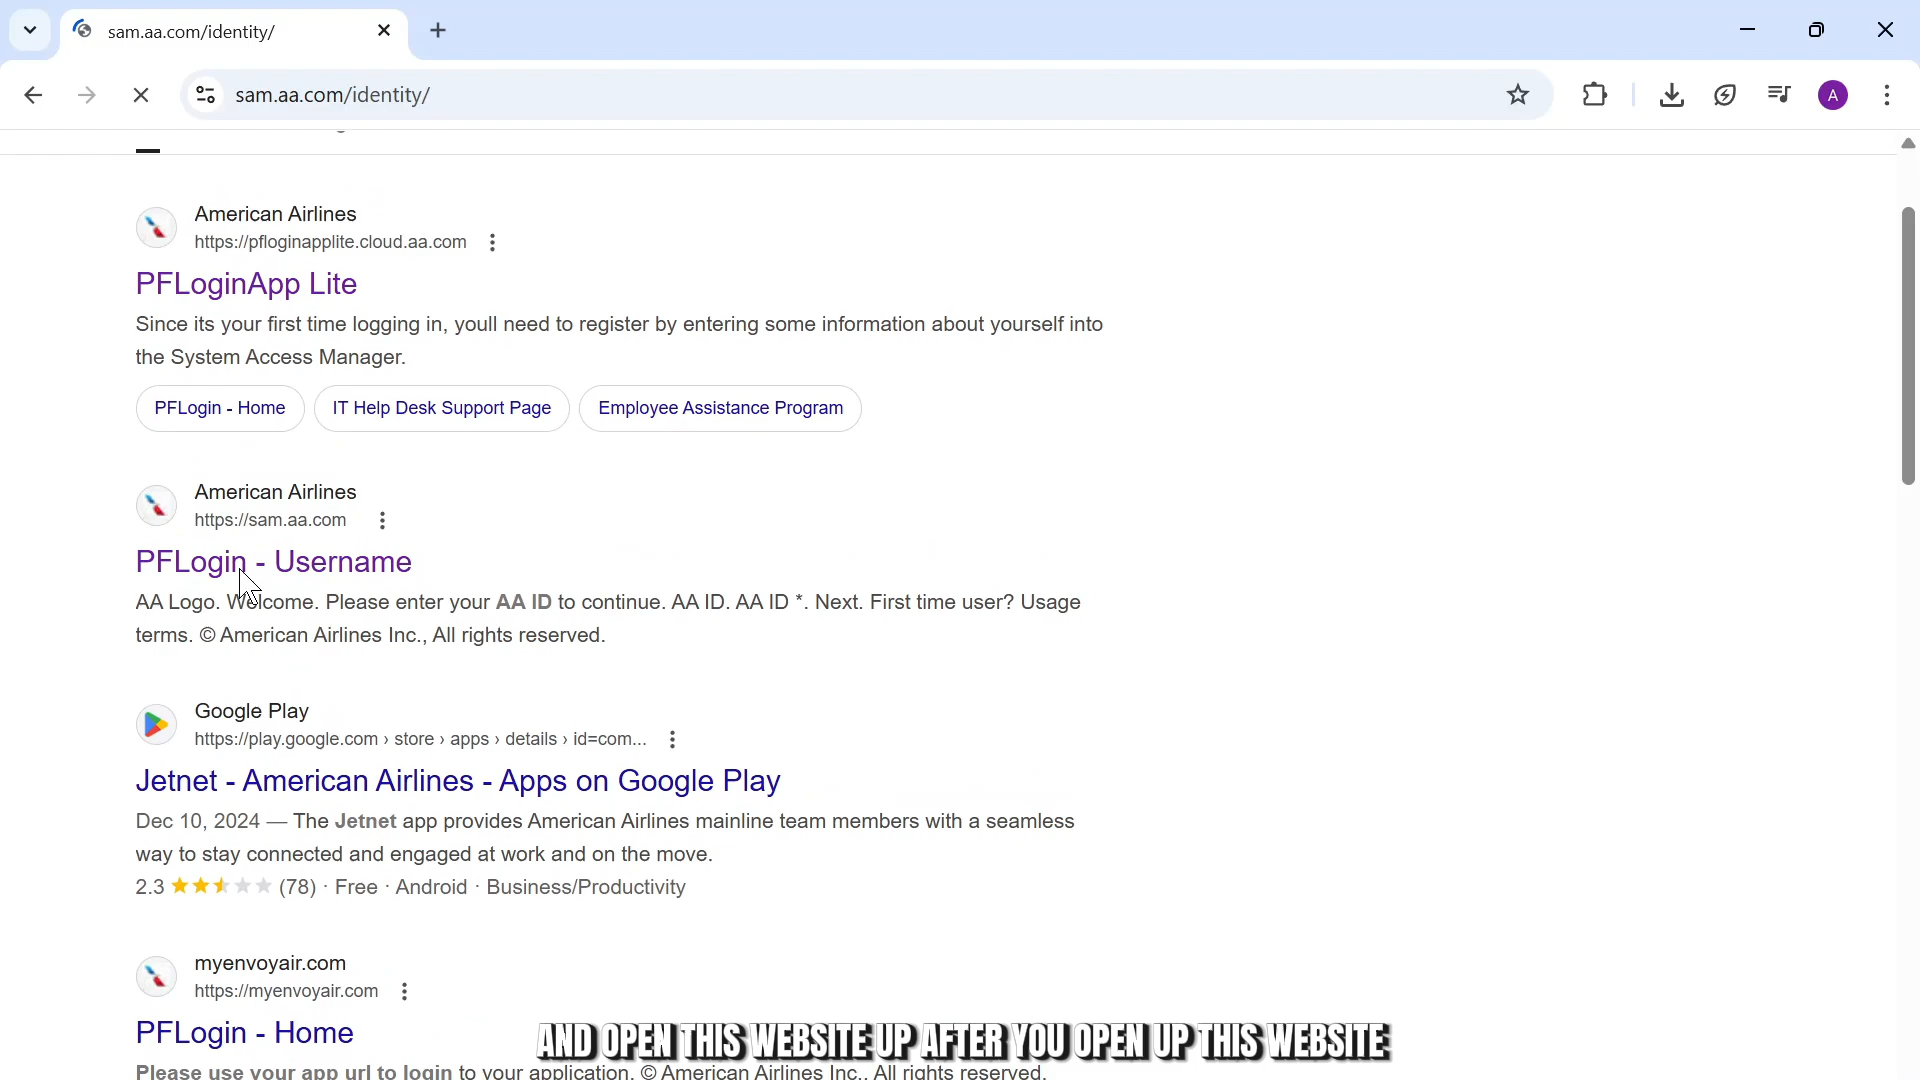 sam.aa.com/identity/
sam.aa.com/identity/
A
American Airlines
https://pfloginapplite.cloud.aa.com
PFLoginApp Lite
Since its your first time logging in, youll need to register by entering some information about yourself into
the System Access Manager.
PFLogin - Home
IT Help Desk Support Page
Employee Assistance Program
American Airlines
https://sam.aa.com
PFLogin - Username
AA Logo. Welcome. Please enter your AA ID to continue. AA ID. AA ID *. Next. First time user? Usage
terms. © American Airlines Inc., All rights reserved.
Google Play
https://play.google.com › store › apps › details › id=com...
Jetnet - American Airlines - Apps on Google Play
Dec 10, 2024 — The Jetnet app provides American Airlines mainline team members with a seamless
way to stay connected and engaged at work and on the move.
2.3 (78) · Free · Android · Business/Productivity
myenvoyair.com
https://myenvoyair.com
PFLogin - Home
AND OPEN THIS WEBSITE UP AFTER YOU OPEN UP THIS WEBSITE
Please use your app url to login to your application. © American Airlines Inc., All rights reserved.